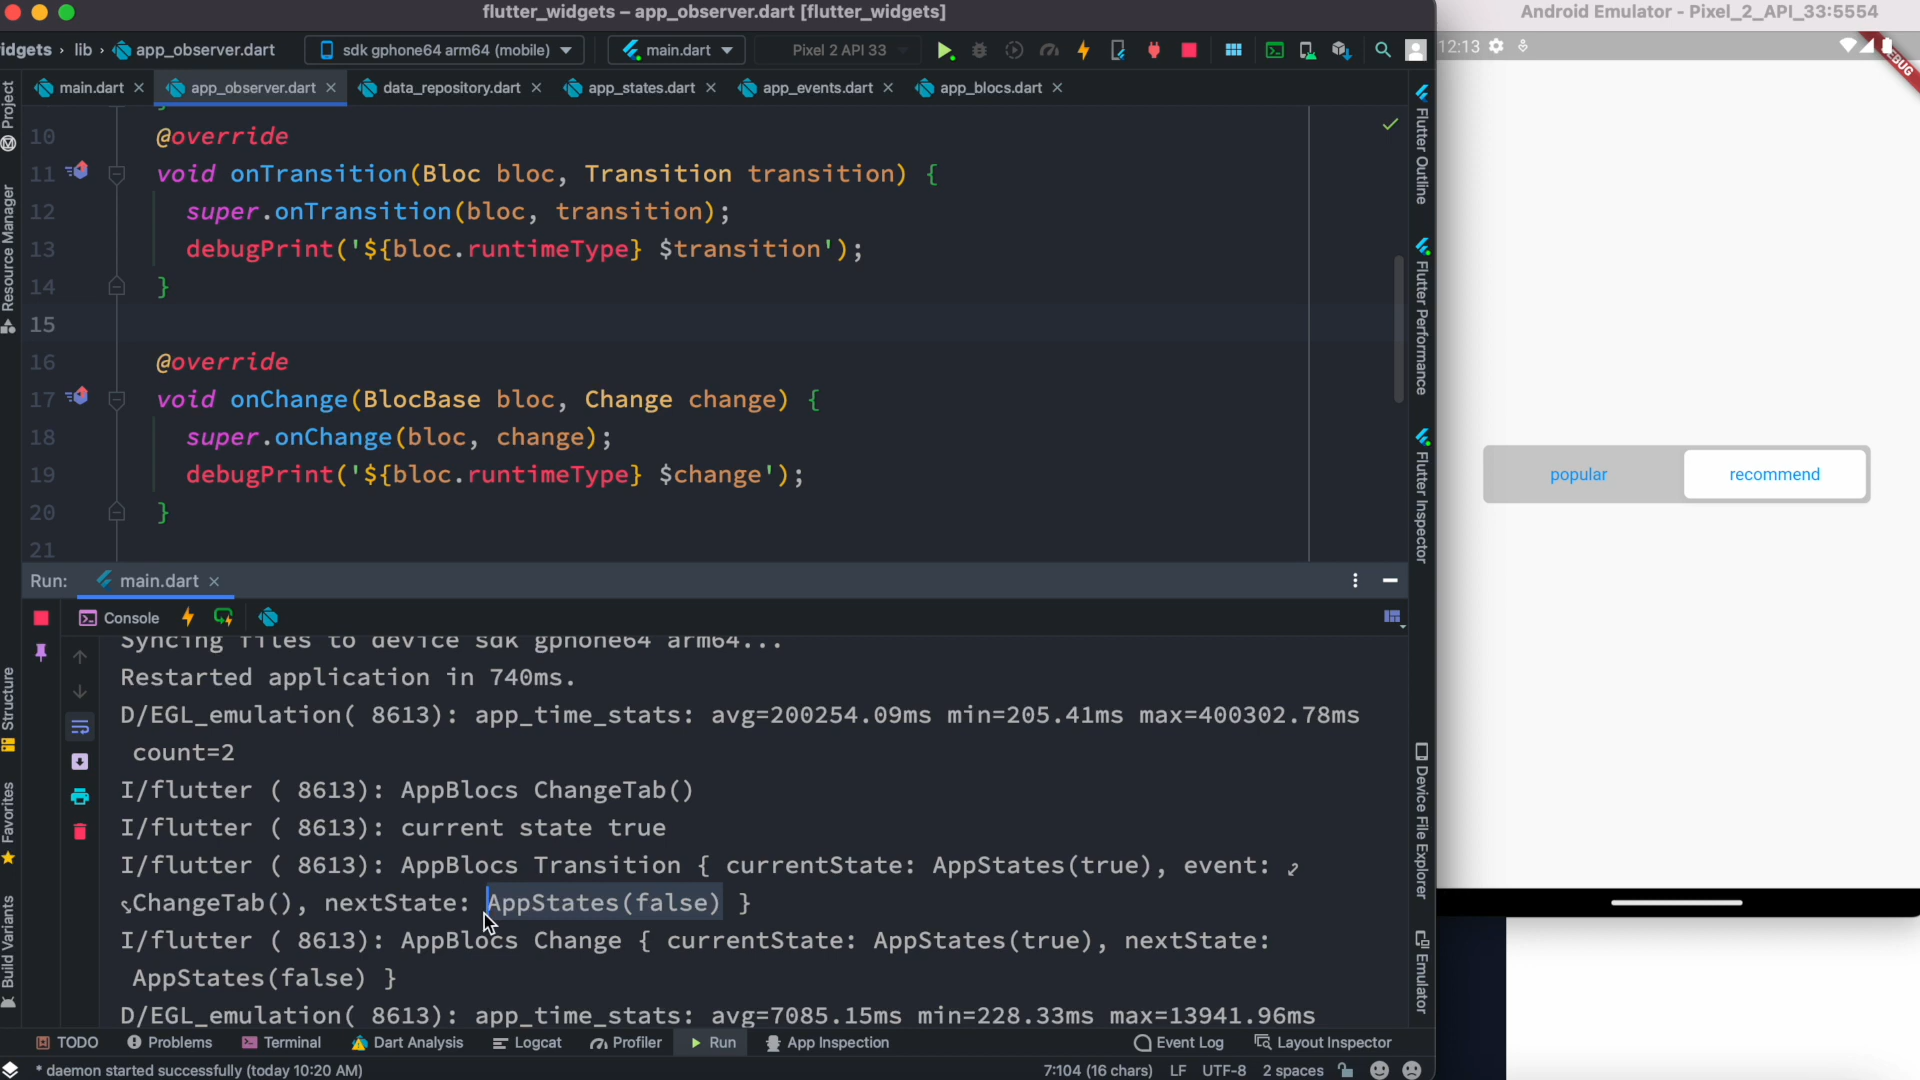 flutter_widgets – app_observer.dart [flutter_widgets]
Android Emulator - Pixel_2_API_33:5554
idgets › lib › app_observer.dart
sdk gphone64 arm64 (mobile)
main.dart
Pixel 2 API 33
12:13
main.dart
app_observer.dart
data_repository.dart
app_states.dart
app_events.dart
app_blocs.dart
10 @override
11 void onTransition(Bloc bloc, Transition transition) {
12 super.onTransition(bloc, transition);
13 debugPrint('${bloc.runtimeType} $transition');
14 }
15
16 @override
17 void onChange(BlocBase bloc, Change change) {
18 super.onChange(bloc, change);
19 debugPrint('${bloc.runtimeType} $change');
20 }
21
Project
Resource Manager
Structure
Favorites
Build Variants
Flutter Outline
Flutter Performance
Flutter Inspector
Device File Explorer
Emulator
popular
recommend
Run: main.dart
Console
Syncing files to device sdk gphone64 arm64...
Restarted application in 740ms.
D/EGL_emulation( 8613): app_time_stats: avg=200254.09ms min=205.41ms max=400302.78ms
count=2
I/flutter ( 8613): AppBlocs ChangeTab()
I/flutter ( 8613): current state true
I/flutter ( 8613): AppBlocs Transition { currentState: AppStates(true), event:
ChangeTab(), nextState: AppStates(false) }
I/flutter ( 8613): AppBlocs Change { currentState: AppStates(true), nextState:
AppStates(false) }
D/EGL_emulation( 8613): app_time_stats: avg=7085.15ms min=228.33ms max=13941.96ms
TODO
Problems
Terminal
Dart Analysis
Logcat
Profiler
Run
App Inspection
Event Log
Layout Inspector
* daemon started successfully (today 10:20 AM)
7:104 (16 chars)
LF
UTF-8
2 spaces